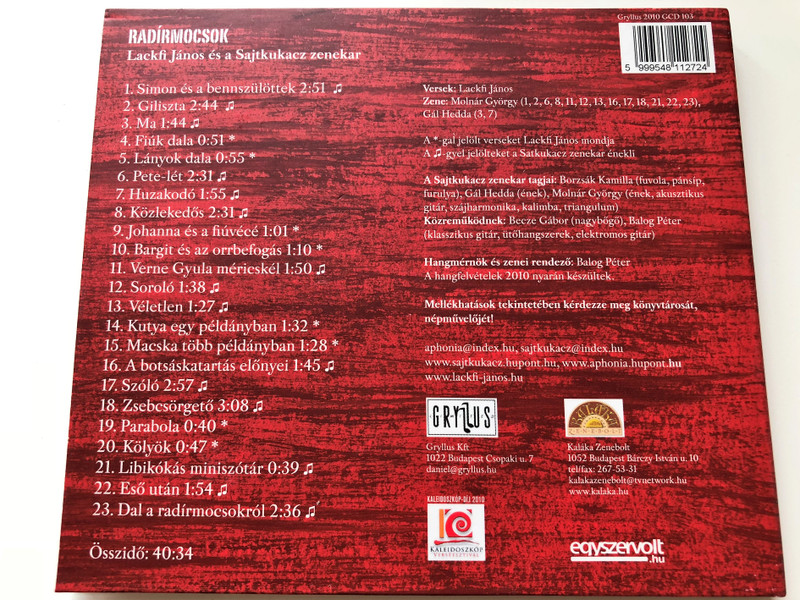 Gryllus 2010 GCD 103
5 999548 112724
RADÍRMOCSOK
Lackfi János és a Sajtkukacz zenekar
1. Simon és a bennszülöttek 2:51 ♫
2. Giliszta 2:44 ♫
3. Ma 1:44 ♫
4. Fiúk dala 0:51 *
5. Lányok dala 0:55 *
6. Pete-lét 2:31 ♫
7. Huzakodó 1:55 ♫
8. Közlekedős 2:31 ♫
9. Johanna és a fiúvécé 1:01 *
10. Bargit és az orrbefogás 1:10 *
11. Verne Gyula méricskél 1:50 ♫
12. Soroló 1:38 ♫
13. Véletlen 1:27 ♫
14. Kutya egy példányban 1:32 *
15. Macska több példányban 1:28 *
16. A botsáskatartás előnyei 1:45 ♫
17. Szóló 2:57 ♫
18. Zsebcsörgető 3:08 ♫
19. Parabola 0:40 *
20. Kölyök 0:47 *
21. Libikókás miniszótár 0:39 ♫
22. Eső után 1:54 ♫
23. Dal a radírmocsokról 2:36 ♫
Összidő: 40:34
Versek: Lackfi János
Zene: Molnár György (1, 2, 6, 8, 11, 12, 13, 16, 17, 18, 21, 22, 23),
Gál Hedda (3, 7)
A *-gal jelölt verseket Lackfi János mondja
A ♫-gyel jelölteket a Satkukacz zenekar énekli
A Sajtkukacz zenekar tagjai: Borzsák Kamilla (fuvola, pánsíp,
furulya), Gál Hedda (ének), Molnár György (ének, akusztikus
gitár, szájharmonika, kalimba, triangulum)
Közreműködnek: Becze Gábor (nagybőgő), Balog Péter
(klasszikus gitár, ütőhangszerek, elektromos gitár)
Hangmérnök és zenei rendező: Balog Péter
A hangfelvételek 2010 nyarán készültek.
Mellékhatások tekintetében kérdezze meg könyvtárosát,
népművelőjét!
aphonia@index.hu, sajtkukacz@index.hu
www.sajtkukacz.hupont.hu, www.aphonia.hupont.hu
www.lackfi-janos.hu
GRYLLUS
Gryllus Kft
1022 Budapest Csopaki u. 7
daniel@gryllus.hu
KALÁKA
ZENEBOLT
Kaláka Zenebolt
1052 Budapest Bárczy István u. 10
tel/fax: 267-53-31
kalakazenebolt@tvnetwork.hu
www.kalaka.hu
KALEIDOSZKÓP-DÍJ 2010
KALEIDOSZKÓP
VERSFESZTIVÁL
egyszervolt
.hu